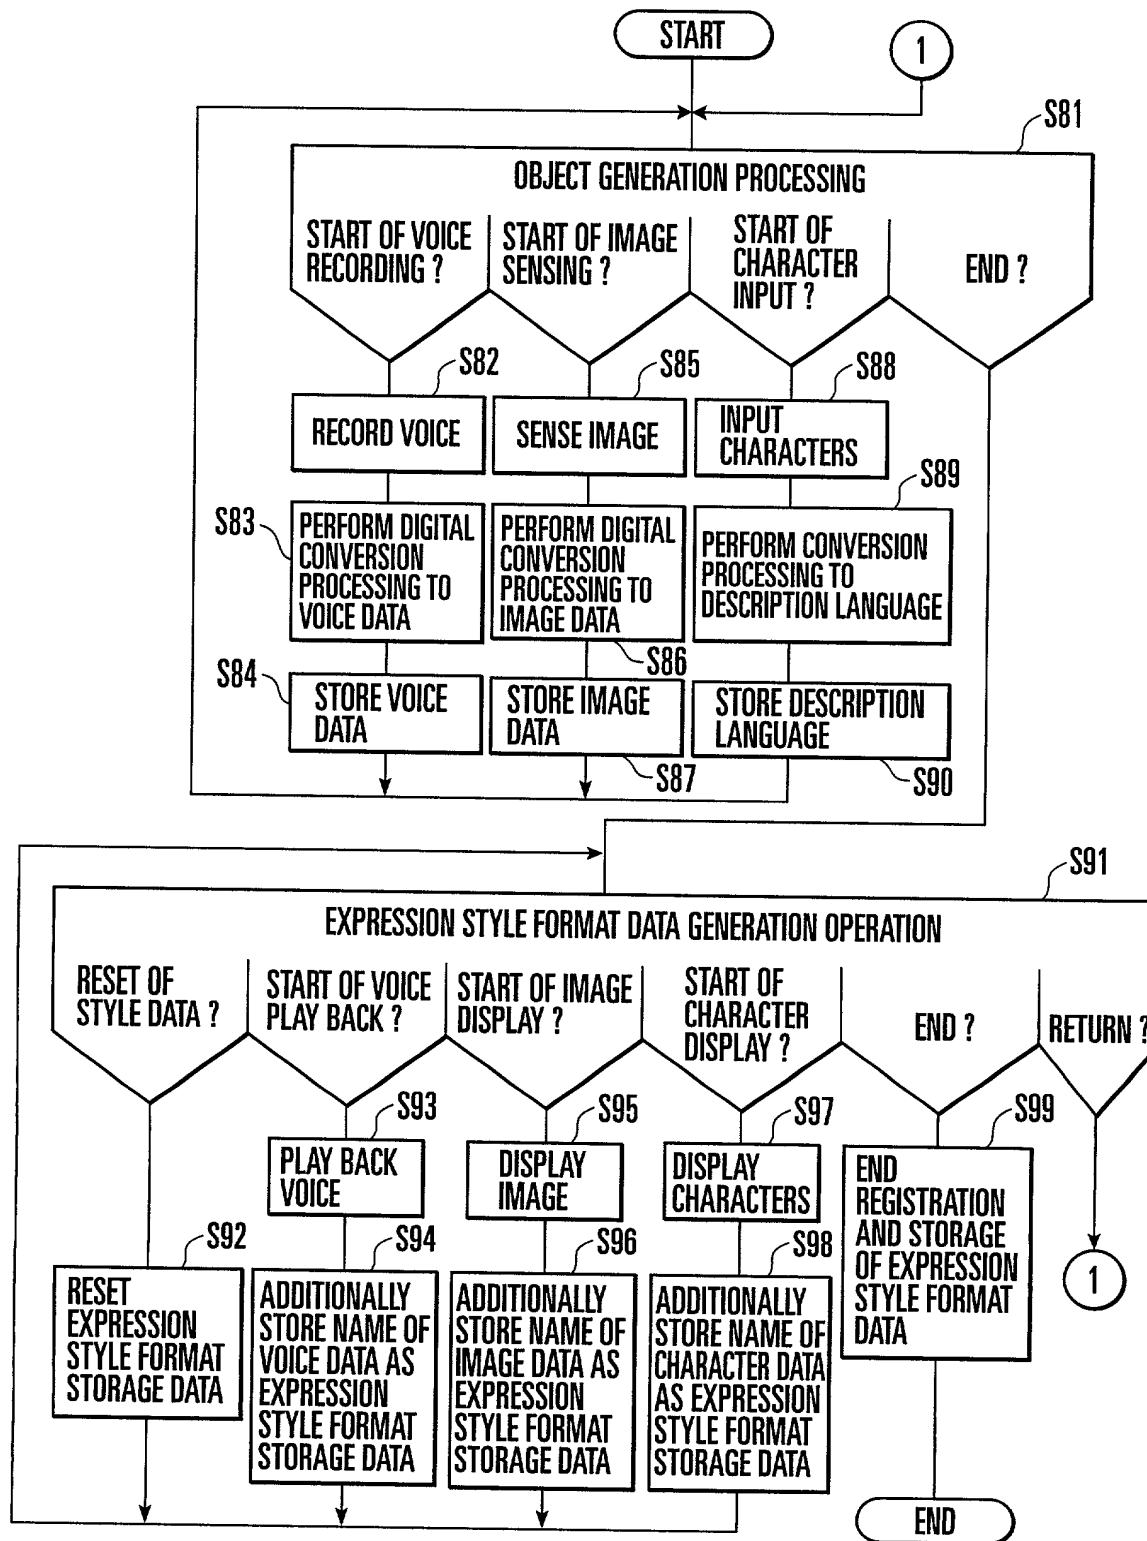 START
1
S81
OBJECT GENERATION PROCESSING
START OF VOICE
RECORDING ?
START OF IMAGE
SENSING ?
START OF
CHARACTER
INPUT ?
END ?
S82
RECORD VOICE
S85
SENSE IMAGE
S88
INPUT
CHARACTERS
S83
PERFORM DIGITAL
CONVERSION
PROCESSING TO
VOICE DATA
PERFORM DIGITAL
CONVERSION
PROCESSING TO
IMAGE DATA
S86
S89
PERFORM CONVERSION
PROCESSING TO
DESCRIPTION LANGUAGE
S84
STORE VOICE
DATA
STORE IMAGE
DATA
S87
STORE DESCRIPTION
LANGUAGE
S90
S91
EXPRESSION STYLE FORMAT DATA GENERATION OPERATION
RESET OF
STYLE DATA ?
START OF VOICE
PLAY BACK ?
START OF IMAGE
DISPLAY ?
START OF
CHARACTER
DISPLAY ?
END ?
RETURN ?
S93
PLAY BACK
VOICE
S95
DISPLAY
IMAGE
S97
DISPLAY
CHARACTERS
S99
END
REGISTRATION
AND STORAGE
OF EXPRESSION
STYLE FORMAT
DATA
1
S92
RESET
EXPRESSION
STYLE FORMAT
STORAGE DATA
S94
ADDITIONALLY
STORE NAME OF
VOICE DATA AS
EXPRESSION
STYLE FORMAT
STORAGE DATA
S96
ADDITIONALLY
STORE NAME OF
IMAGE DATA AS
EXPRESSION
STYLE FORMAT
STORAGE DATA
S98
ADDITIONALLY
STORE NAME OF
CHARACTER DATA
AS EXPRESSION
STYLE FORMAT
STORAGE DATA
END